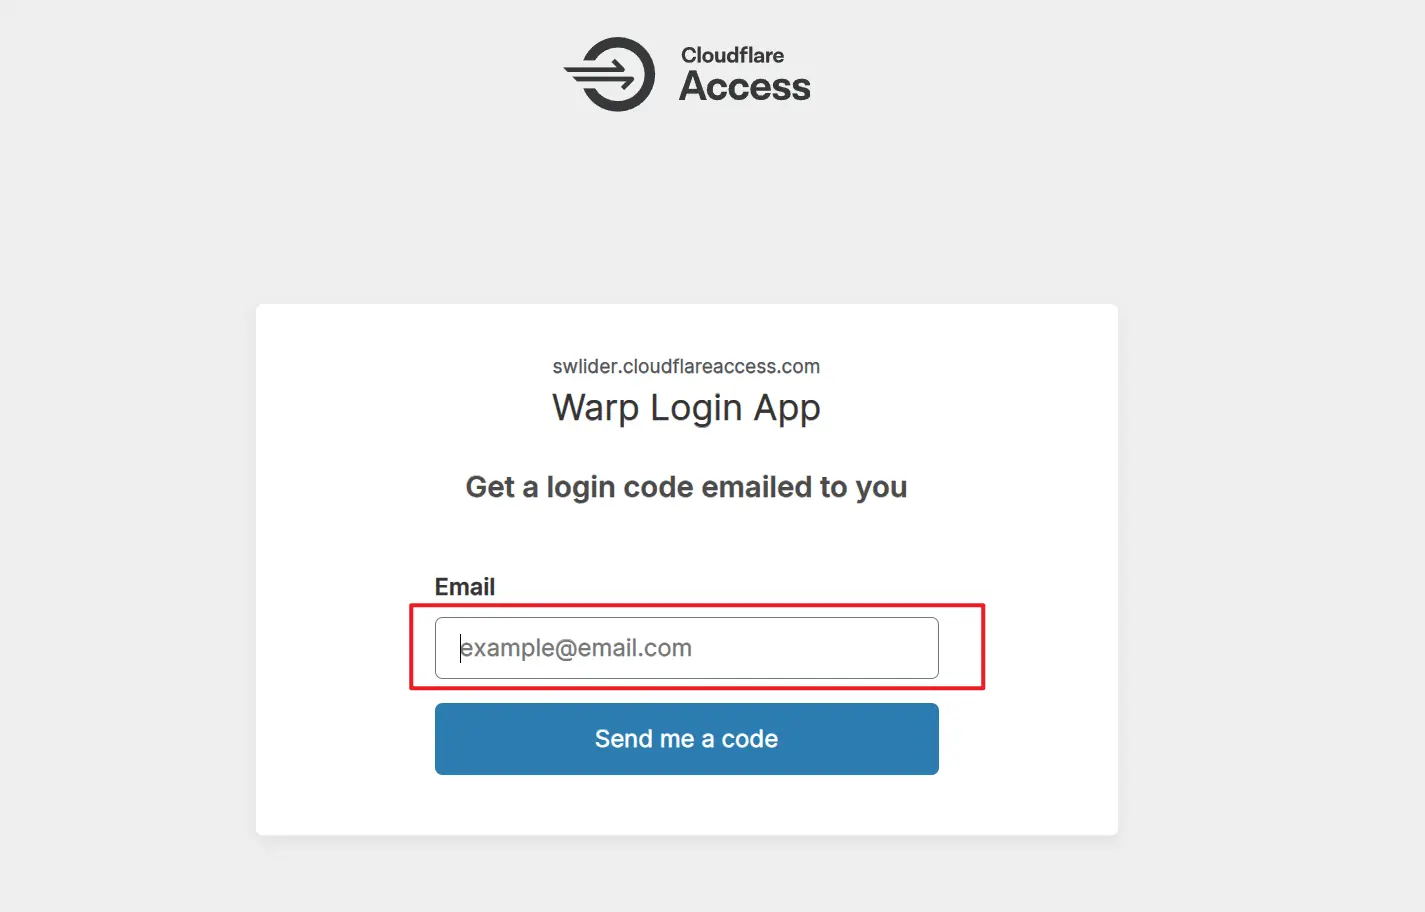 Cloudflare
Access
swlider.cloudflareaccess.com
Warp Login App
Get a login code emailed to you
Email
example@email.com
Send me a code